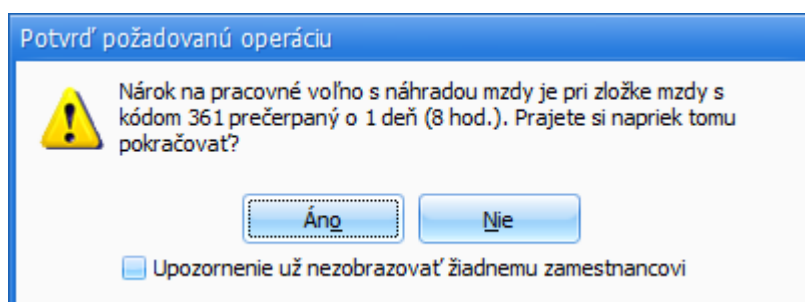 Potvrď požadovanú operáciu
Nárok na pracovné voľno s náhradou mzdy je pri zložke mzdy s
kódom 361 prečerpaný o 1 deň (8 hod.). Prajete si napriek tomu
pokračovať?
Áno
Nie
Upozornenie už nezobrazovať žiadnemu zamestnancovi